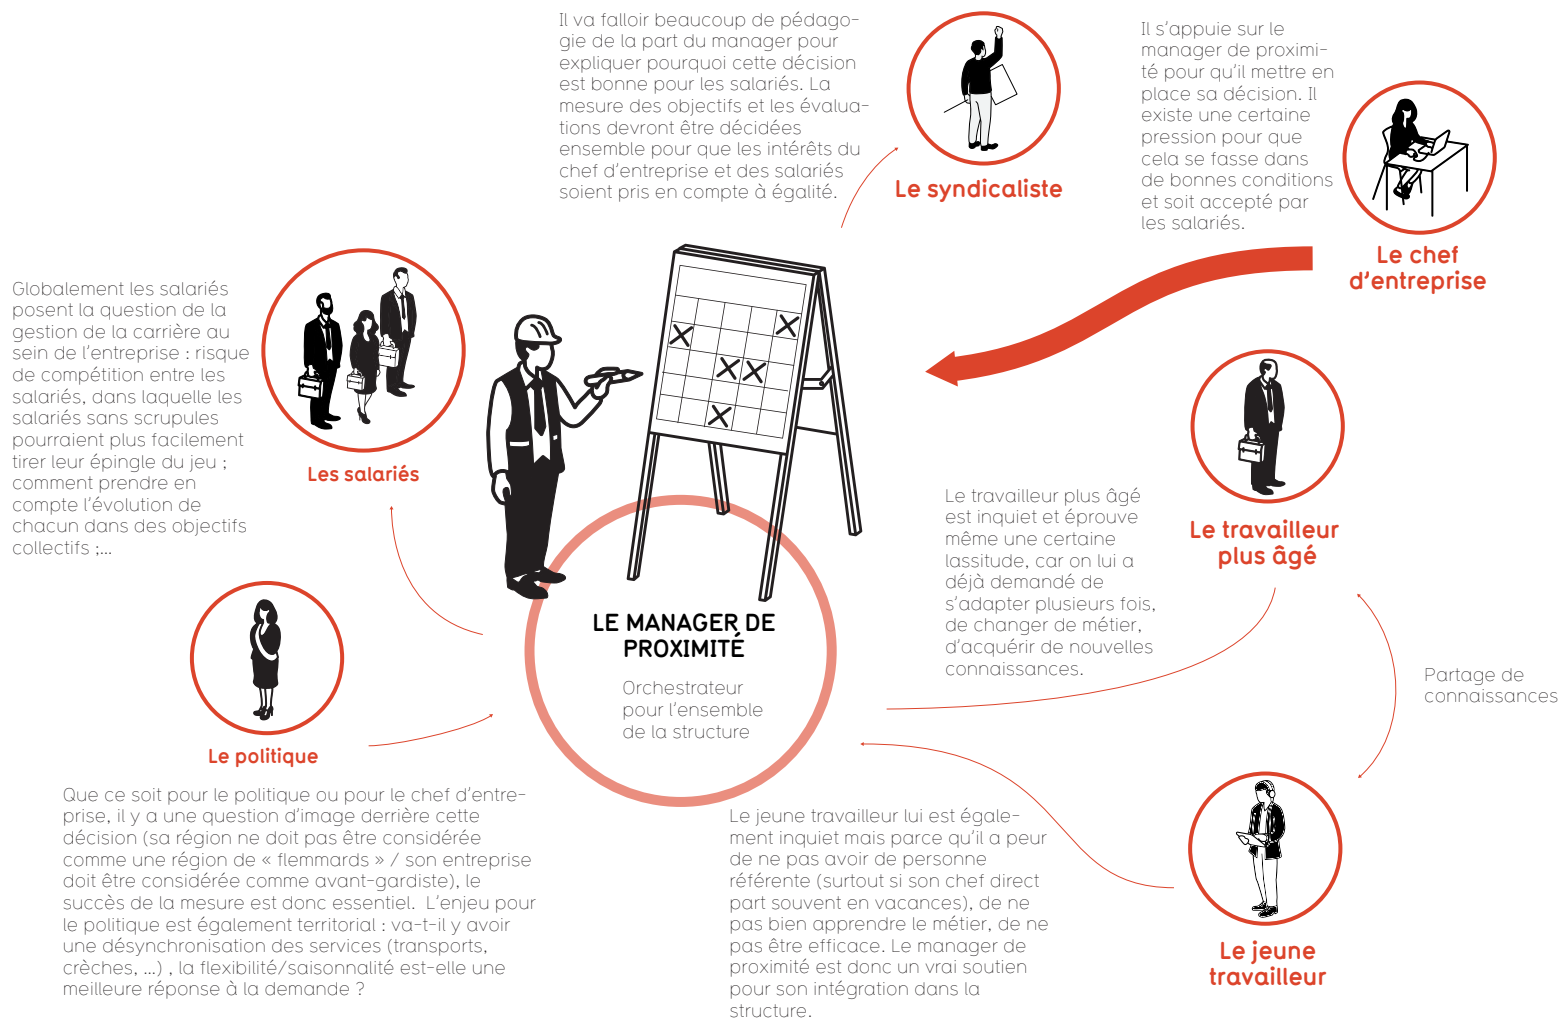 Il va falloir beaucoup de pédago-
gie de la part du manager pour
expliquer pourquoi cette décision
est bonne pour les salariés. La
mesure des objectifs et les évalua-
tions devront être décidées
ensemble pour que les intérêts du
chef d'entreprise et des salariés
soient pris en compte à égalité.
Le syndicaliste
Il s'appuie sur le
manager de proximi-
té pour qu'il mettre en
place sa décision. Il
existe une certaine
pression pour que
cela se fasse dans
de bonnes conditions
et soit accepté par
les salariés.
Le chef
d'entreprise
Globalement les salariés
posent la question de la
gestion de la carrière au
sein de l'entreprise : risque
de compétition entre les
salariés, dans laquelle les
salariés sans scrupules
pourraient plus facilement
tirer leur épingle du jeu ;
comment prendre en
compte l'évolution de
chacun dans des objectifs
collectifs ;...
Les salariés
Le travailleur plus âgé
est inquiet et éprouve
même une certaine
lassitude, car on lui a
déjà demandé de
s'adapter plusieurs fois,
de changer de métier,
d'acquérir de nouvelles
connaissances.
Le travailleur
plus âgé
LE MANAGER DE
PROXIMITÉ
Orchestrateur
pour l'ensemble
de la structure
Partage de
connaissances
Le politique
Que ce soit pour le politique ou pour le chef d'entre-
prise, il y a une question d'image derrière cette
décision (sa région ne doit pas être considérée
comme une région de « flemmards » / son entreprise
doit être considérée comme avant-gardiste), le
succès de la mesure est donc essentiel. L'enjeu pour
le politique est également territorial : va-t-il y avoir
une désynchronisation des services (transports,
crèches, ...) , la flexibilité/saisonnalité est-elle une
meilleure réponse à la demande ?
Le jeune travailleur lui est égale-
ment inquiet mais parce qu'il a peur
de ne pas avoir de personne
référente (surtout si son chef direct
part souvent en vacances), de ne
pas bien apprendre le métier, de ne
pas être efficace. Le manager de
proximité est donc un vrai soutien
pour son intégration dans la
structure.
Le jeune
travailleur